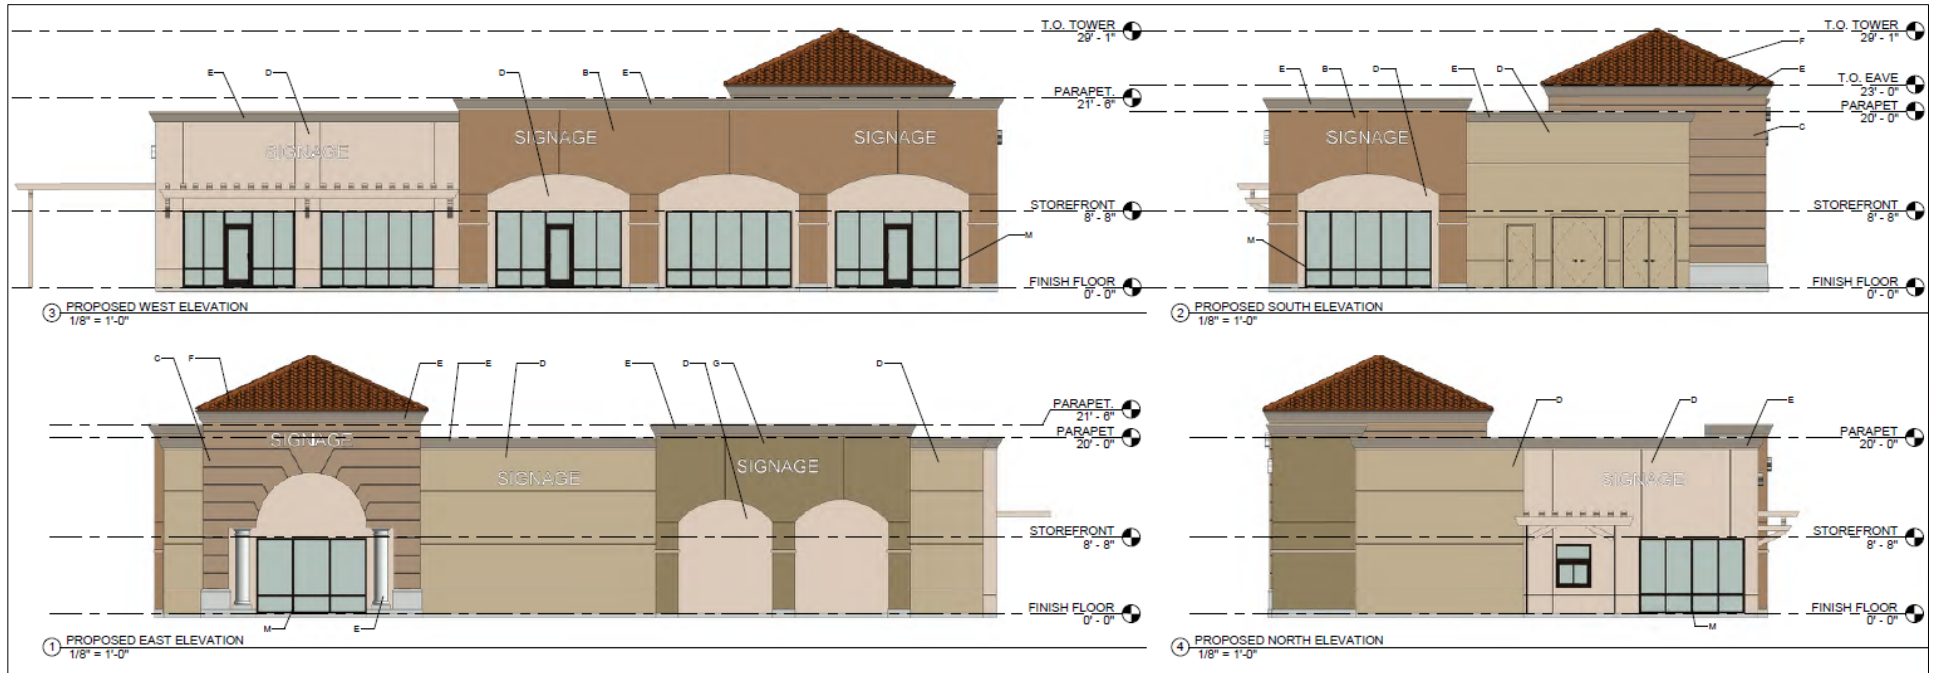 T.O. TOWER
29' - 1"
E
D
D
B
E
PARAPET.
21' - 6"
SIGNAGE
SIGNAGE
SIGNAGE
D
STOREFRONT
8' - 8"
M
FINISH FLOOR
0' - 0"
3 PROPOSED WEST ELEVATION
1/8" = 1'-0"
T.O. TOWER
29' - 1"
F
E
B
D
E
D
E
T.O. EAVE
23' - 0"
PARAPET
20' - 0"
C
SIGNAGE
D
STOREFRONT
8' - 8"
M
FINISH FLOOR
0' - 0"
2 PROPOSED SOUTH ELEVATION
1/8" = 1'-0"
C
F
E
E
D
E
D
G
D
PARAPET.
21' - 6"
PARAPET
20' - 0"
SIGNAGE
SIGNAGE
SIGNAGE
STOREFRONT
8' - 8"
FINISH FLOOR
0' - 0"
M
E
1 PROPOSED EAST ELEVATION
1/8" = 1'-0"
D
D
E
PARAPET
20' - 0"
SIGNAGE
STOREFRONT
8' - 8"
FINISH FLOOR
0' - 0"
M
4 PROPOSED NORTH ELEVATION
1/8" = 1'-0"